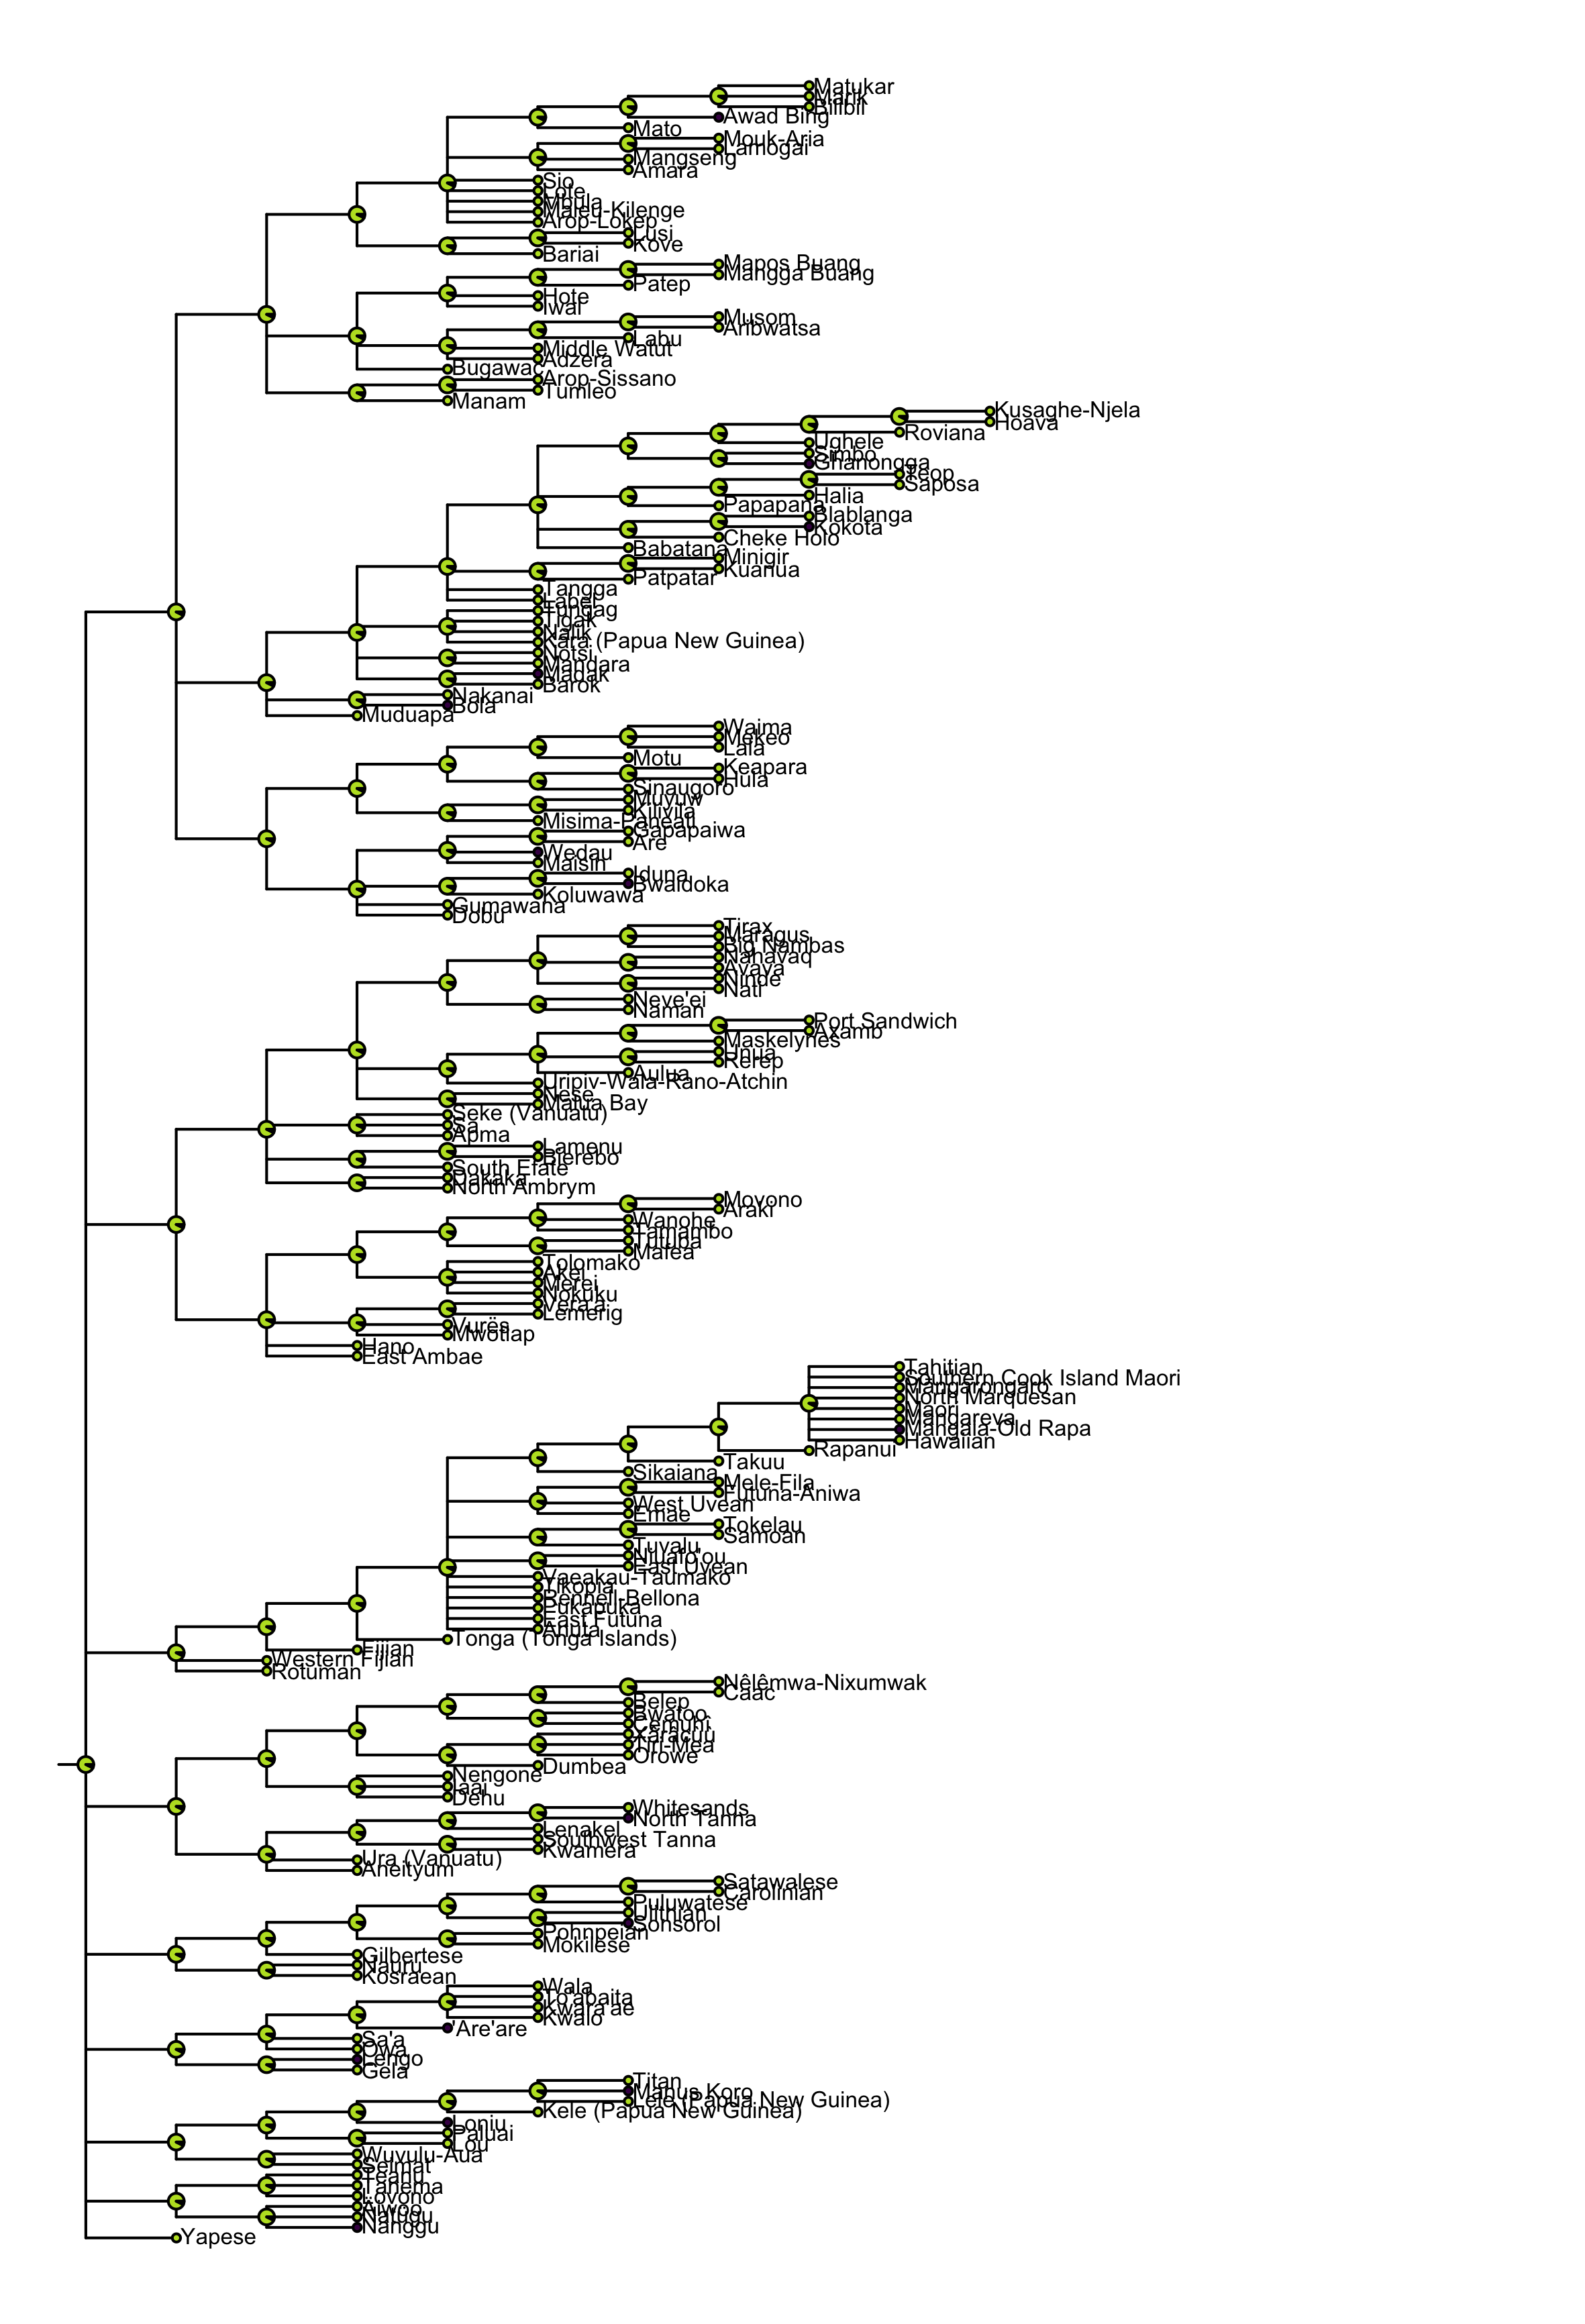 Matukar
Marik
Bilibil
Awad Bing
Mato
Mouk-Aria
Lamogai
Mangseng
Amara
Sio
Lote
Mbula
Maleu-Kilenge
Arop-Lokep
Lusi
Kove
Bariai
Mapos Buang
Mangga Buang
Patep
Hote
Iwal
Musom
Aribwatsa
Labu
Middle Watut
Adzera
Bugawac
Arop-Sissano
Tumleo
Manam
Kusaghe-Njela
Hoava
Roviana
Ughele
Simbo
Ghanongga
Teop
Saposa
Halia
Papapana
Blablanga
Kokota
Cheke Holo
Babatana
Minigir
Kuanua
Patpatar
Tangga
Label
Tungag
Tigak
Nalik
Kara (Papua New Guinea)
Notsi
Mandara
Madak
Barok
Nakanai
Bola
Muduapa
Waima
Mekeo
Lala
Motu
Keapara
Hula
Sinaugoro
Muyuw
Kilivila
Misima-Paneati
Gapapaiwa
Are
Wedau
Maisin
Iduna
Bwaidoka
Koluwawa
Gumawana
Dobu
Tirax
Maragus
Big Nambas
Nahavaq
Avava
Ninde
Nati
Neve'ei
Naman
Port Sandwich
Axamb
Maskelynes
Unua
Rerep
Aulua
Uripiv-Wala-Rano-Atchin
Nese
Malua Bay
Seke (Vanuatu)
Sa
Apma
Lamenu
Bierebo
South Efate
Dakaka
North Ambrym
Moyono
Araki
Wanohe
Tamambo
Tutuba
Mafea
Tolomako
Akei
Merei
Nokuku
Vera'a
Lemerig
Vurës
Mwotlap
Hano
East Ambae
Tahitian
Southern Cook Island Maori
Mangarongaro
North Marquesan
Maori
Mangareva
Mangaia-Old Rapa
Hawaiian
Rapanui
Takuu
Sikaiana
Mele-Fila
Futuna-Aniwa
West Uvean
Emae
Tokelau
Samoan
Tuvalu
Niuafo'ou
East Uvean
Vaeakau-Taumako
Tikopia
Rennell-Bellona
Pukapuka
East Futuna
Anuta
Tonga (Tonga Islands)
Fijian
Western Fijian
Rotuman
Nêlêmwa-Nixumwak
Caac
Belep
Bwatoo
Cemuhî
Xârâcùù
Tiri-Mea
Orowe
Dumbea
Nengone
Iaai
Dehu
Whitesands
North Tanna
Lenakel
Southwest Tanna
Kwamera
Ura (Vanuatu)
Aneityum
Satawalese
Carolinian
Puluwatese
Ulithian
Sonsorol
Pohnpeian
Mokilese
Gilbertese
Nauru
Kosraean
Wala
To'abaita
Kwara'ae
Kwaio
'Are'are
Sa'a
Owa
Lengo
Gela
Titan
Manus Koro
Lele (Papua New Guinea)
Kele (Papua New Guinea)
Loniu
Paluai
Lou
Wuvulu-Aua
Seimat
Teanu
Tanema
Lovono
Äiwoo
Natügu
Nanggu
Yapese